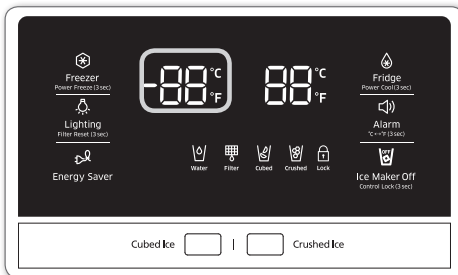 Freezer
Power Freeze (3 sec)
Lighting
Filter Reset (3 sec)
Energy Saver
-88 °C °F
88 °C °F
Water Filter Cubed Crushed Lock
Fridge
Power Cool (3 sec)
Alarm
°C↔°F (3 sec)
OFF
Ice Maker Off
Control Lock (3 sec)
Cubed Ice | Crushed Ice